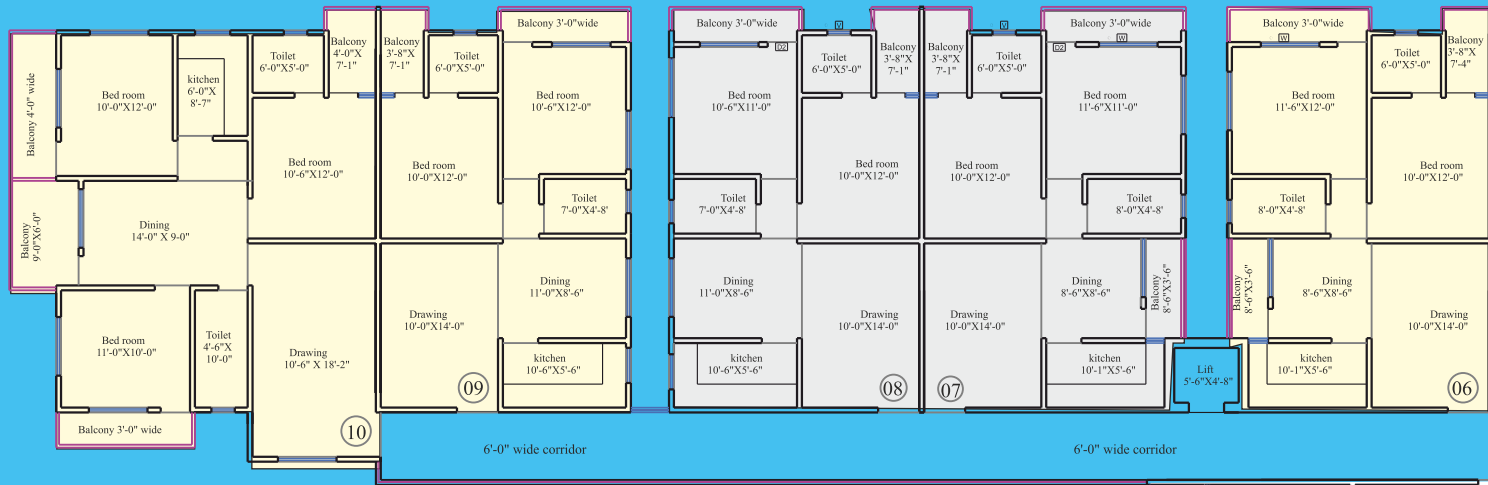 Balcony 4'-0" wide
Bed room
10'-0"X12'-0"
kitchen
6'-0"X
8'-7"
Toilet
6'-0"X5'-0"
Balcony
4'-0"X
7'-1"
Bed room
10'-6"X12'-0"
Balcony
9'-0"X6'-0"
Dining
14'-0" X 9-0"
Bed room
11'-0"X10'-0"
Toilet
4'-6"X
10'-0"
Drawing
10'-6" X 18'-2"
Balcony 3'-0" wide
10
Balcony
3'-8"X
7'-1"
Toilet
6'-0"X5'-0"
Balcony 3'-0"wide
Bed room
10'-6"X12'-0"
Bed room
10'-0"X12'-0"
Toilet
7'-0"X4'-8'
Dining
11'-0"X8'-6"
Drawing
10'-0"X14'-0"
kitchen
10'-6"X5'-6"
09
Balcony 3'-0"wide
D2
V
Toilet
6'-0"X5'-0"
Balcony
3'-8"X
7'-1"
Bed room
10'-6"X11'-0"
Bed room
10'-0"X12'-0"
Toilet
7'-0"X4'-8'
Dining
11'-0"X8'-6"
Drawing
10'-0"X14'-0"
kitchen
10'-6"X5'-6"
08
Balcony
3'-8"X
7'-1"
V
Toilet
6'-0"X5'-0"
Balcony 3'-0"wide
D2
W
Bed room
11'-6"X11'-0"
Bed room
10'-0"X12'-0"
Toilet
8'-0"X4'-8'
Dining
8'-6"X8'-6"
Balcony
8'-6"X3'-6"
Drawing
10'-0"X14'-0"
kitchen
10'-1"X5'-6"
07
Lift
5'-6"X4'-8"
Balcony 3'-0"wide
W
Toilet
6'-0"X5'-0"
Balcony
3'-8"X
7'-4"
Bed room
11'-6"X12'-0"
Bed room
10'-0"X12'-0"
Toilet
8'-0"X4'-8'
Balcony
8'-6"X3'-6"
Dining
8'-6"X8'-6"
Drawing
10'-0"X14'-0"
kitchen
10'-1"X5'-6"
06
6'-0" wide corridor
6'-0" wide corridor